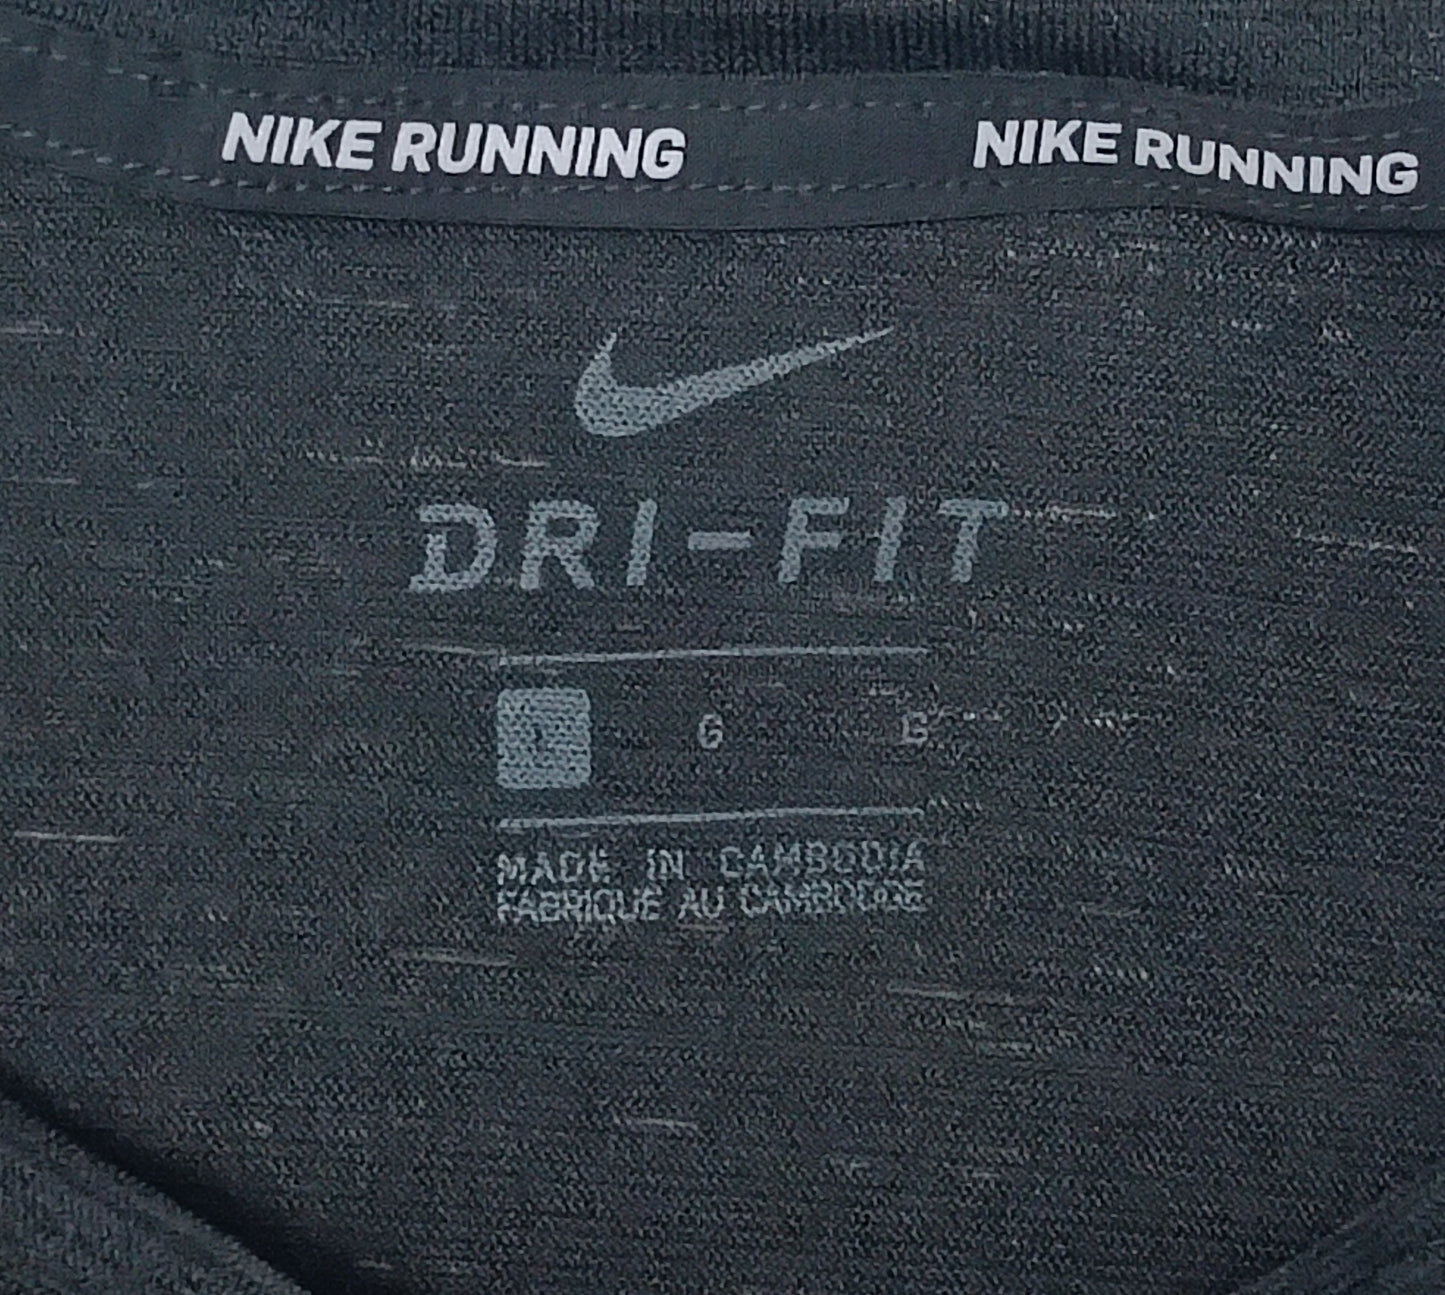 NIKE RUNNING NIKE RUNNING
DRI-FIT
L G G
MADE IN CAMBODIA
FABRIQUE AU CAMBODGE